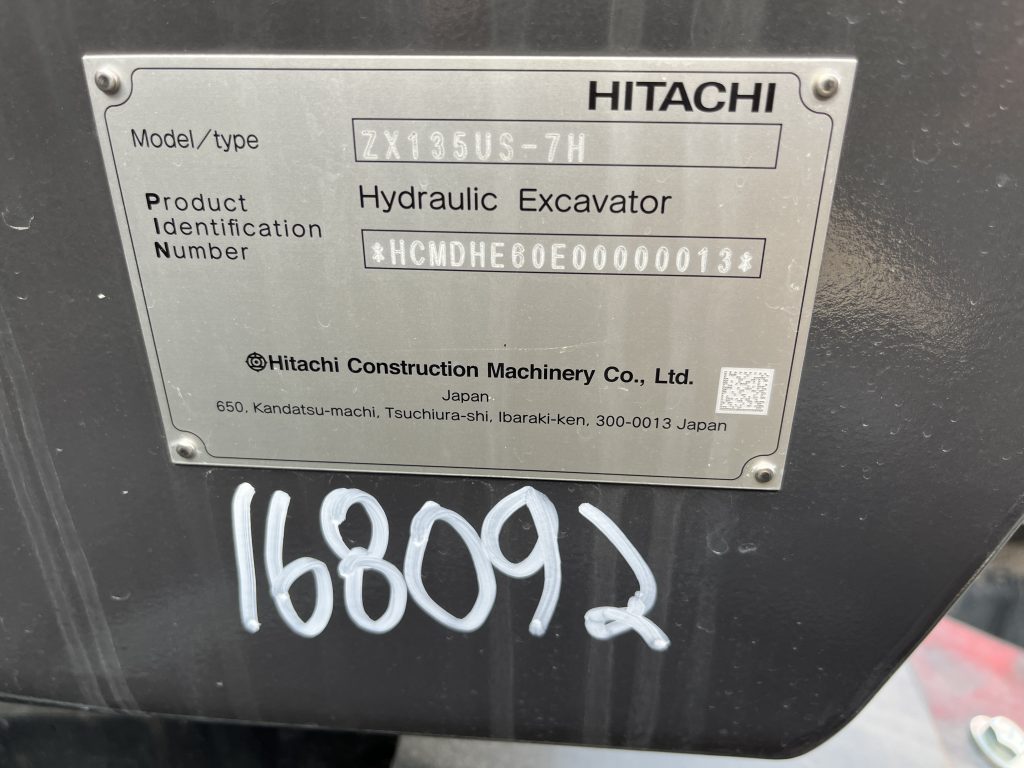 HITACHI
Model/type ZX135US-7H
Hydraulic Excavator
Product
Identification
Number
*HCMDHE60E00000013*
Hitachi Construction Machinery Co., Ltd.
Japan
650, Kandatsu-machi, Tsuchiura-shi, Ibaraki-ken, 300-0013 Japan
168092